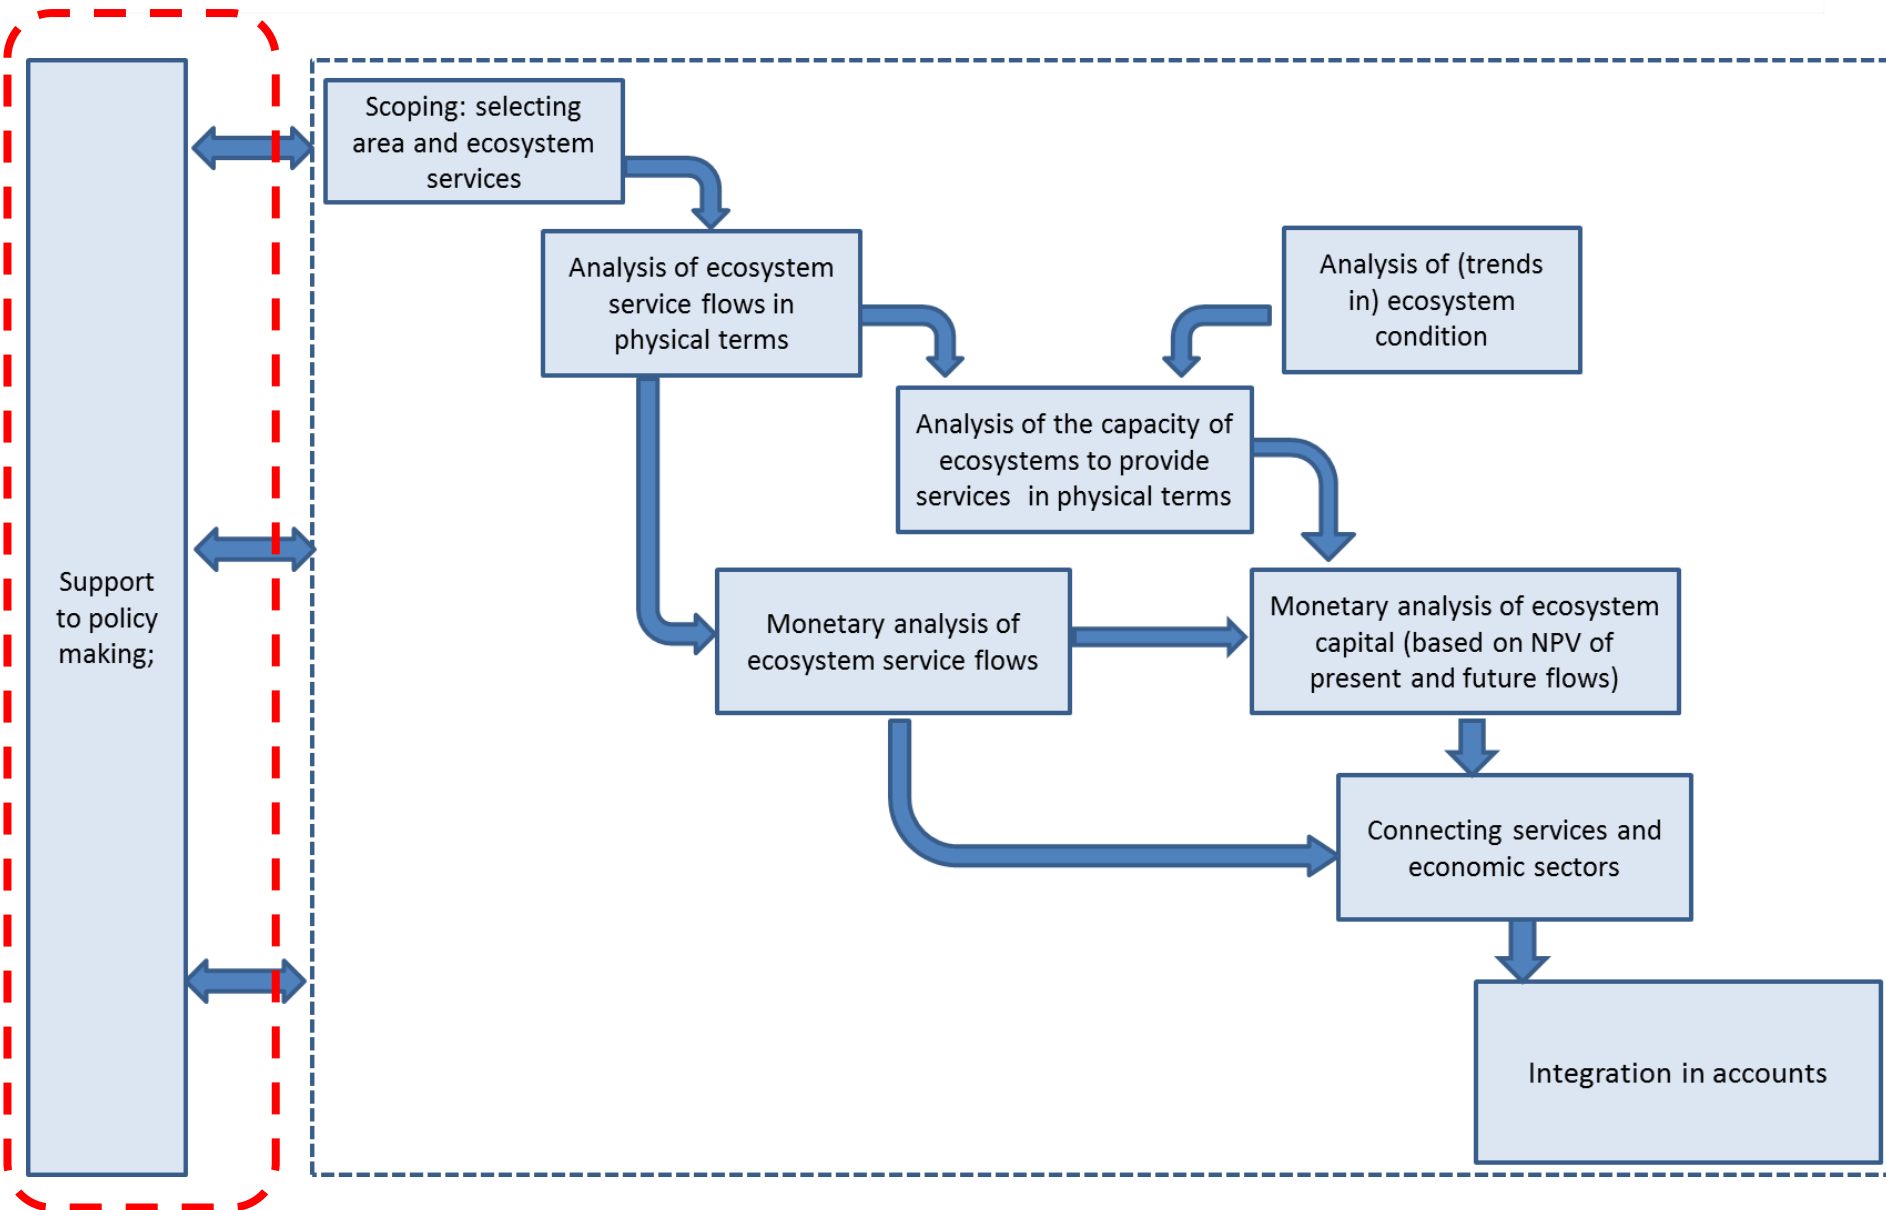 Scoping: selecting
area and ecosystem
services
Analysis of ecosystem
service flows in
physical terms
Analysis of (trends
in) ecosystem
condition
Analysis of the capacity of
ecosystems to provide
services in physical terms
Support
to policy
making;
Monetary analysis of
ecosystem service flows
Monetary analysis of ecosystem
capital (based on NPV of
present and future flows)
Connecting services and
economic sectors
Integration in accounts